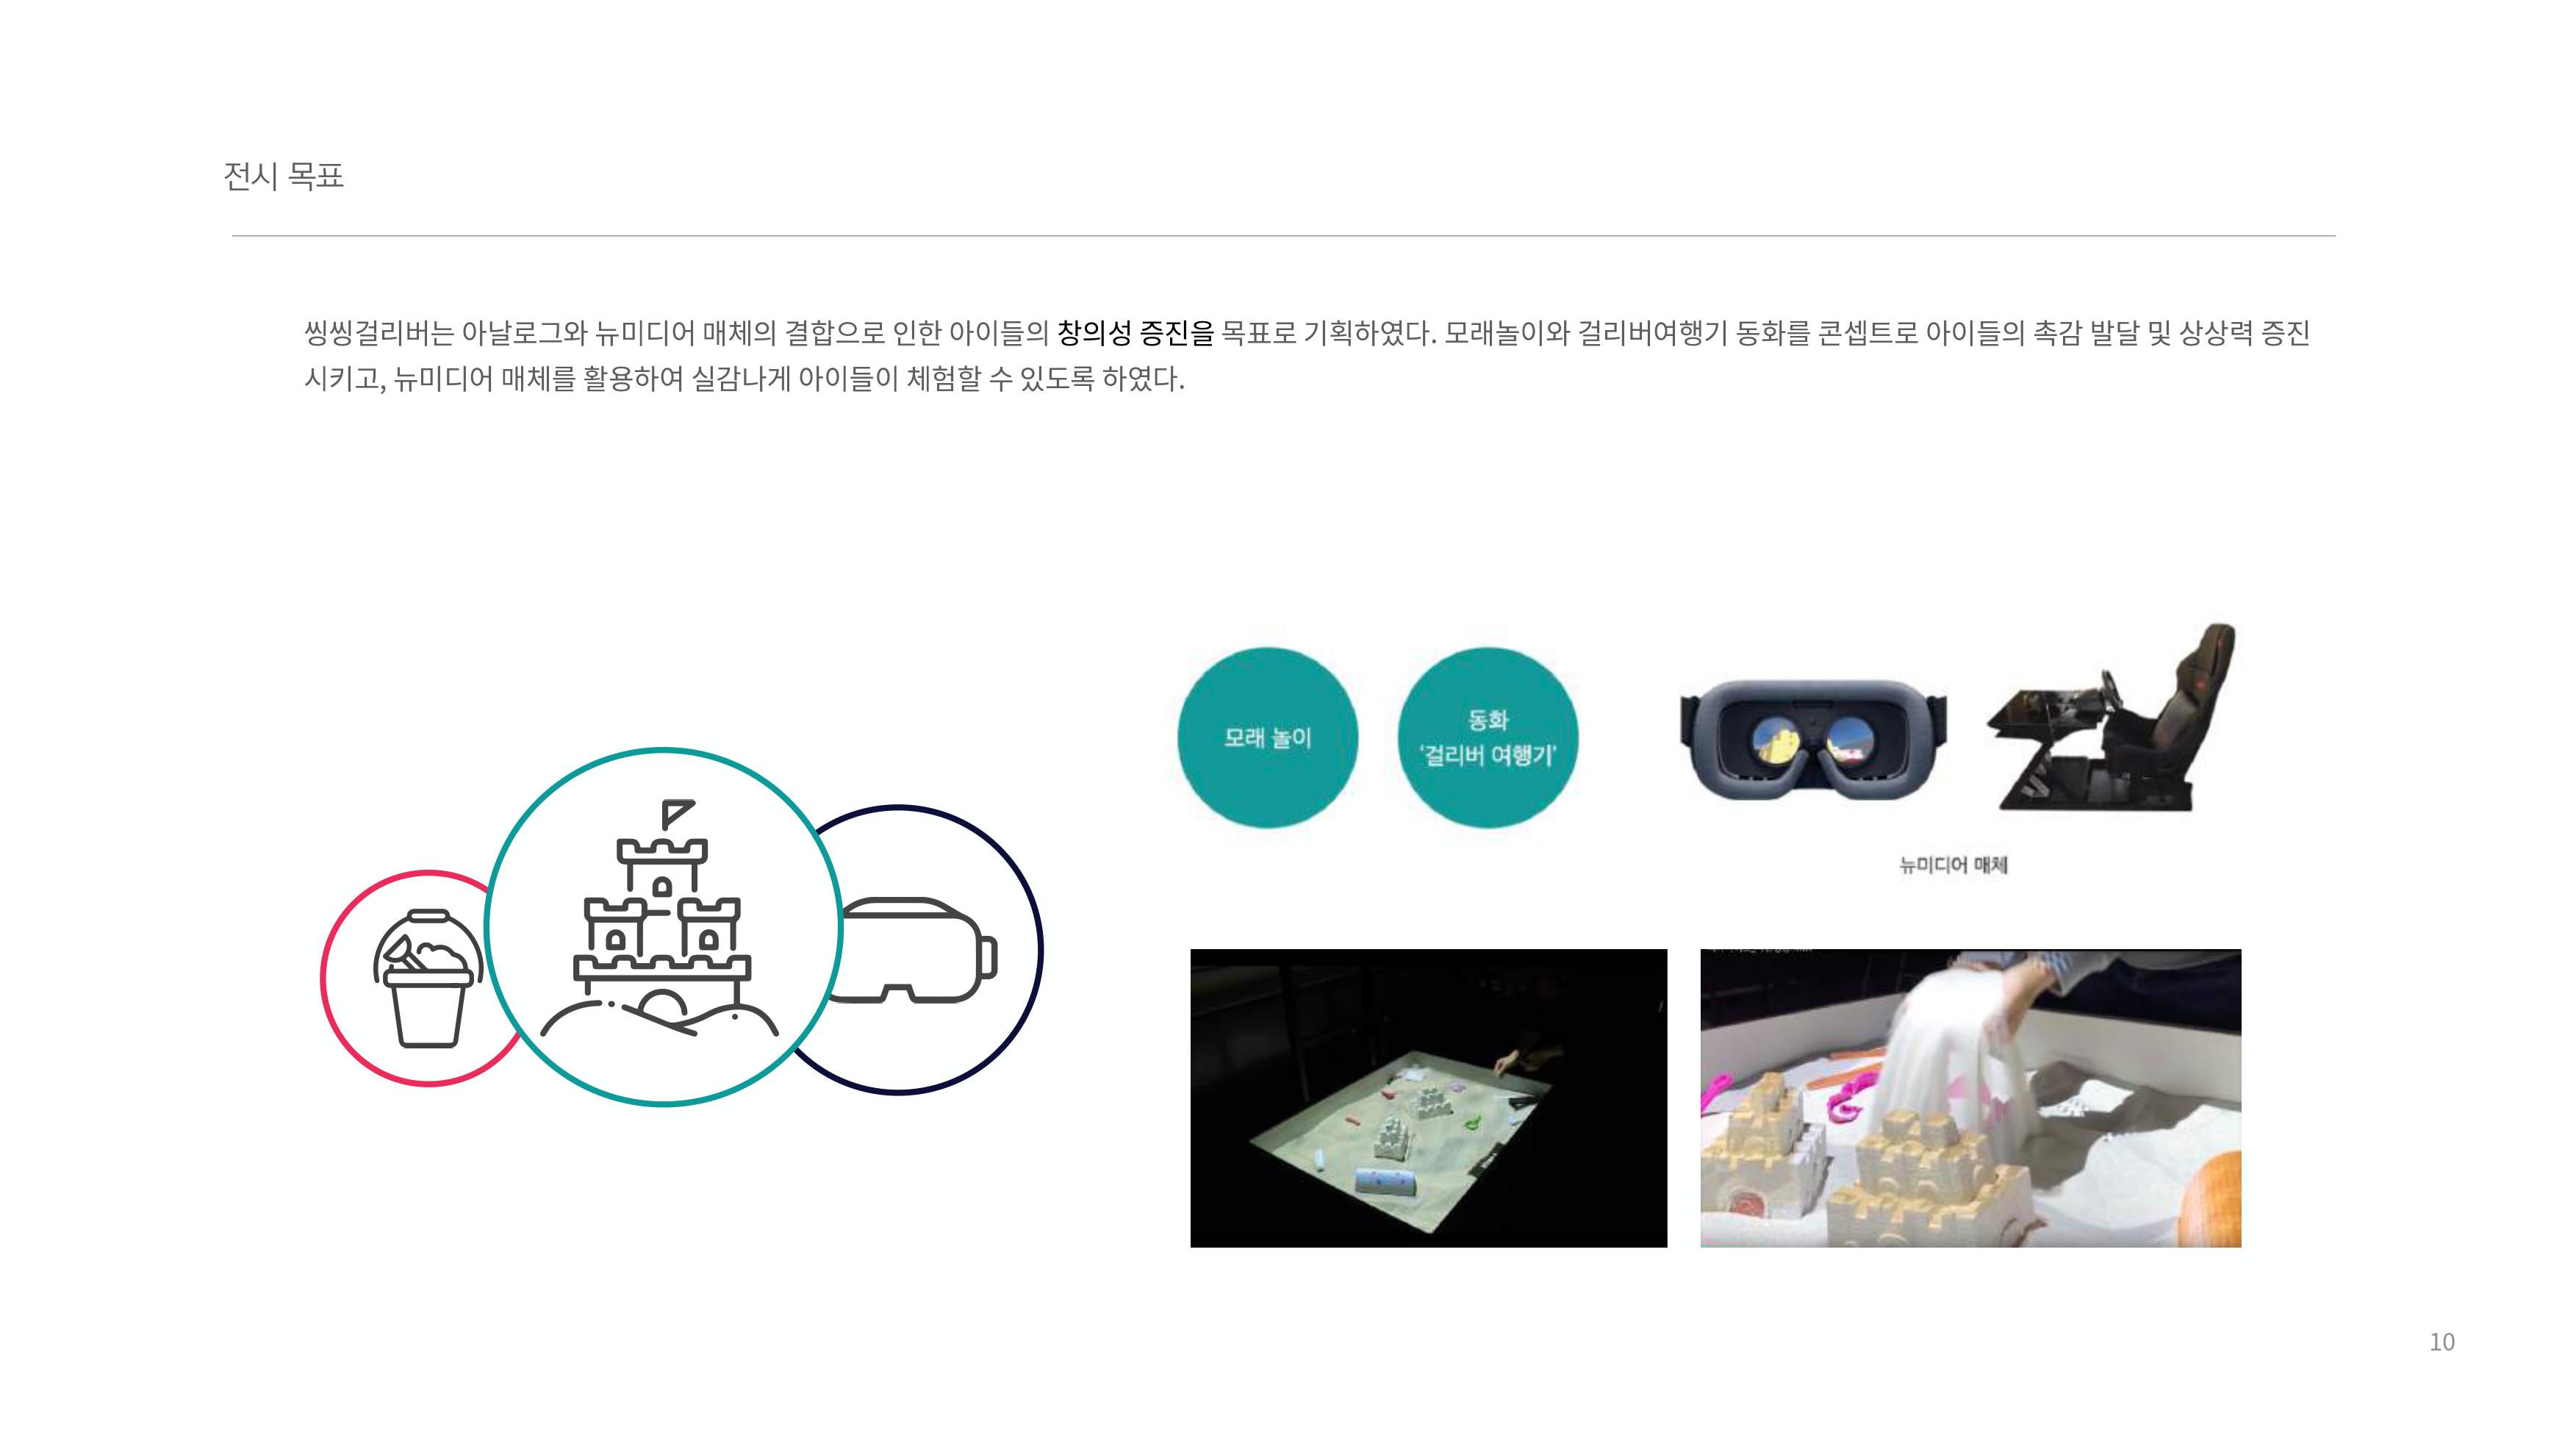 전시 목표
씽씽걸리버는 아날로그와 뉴미디어 매체의 결합으로 인한 아이들의 창의성 증진을 목표로 기획하였다. 모래놀이와 걸리버여행기 동화를 콘셉트로 아이들의 촉감 발달 및 상상력 증진
시키고, 뉴미디어 매체를 활용하여 실감나게 아이들이 체험할 수 있도록 하였다.
모래 놀이
동화
'걸리버 여행기'
뉴미디어 매체
10